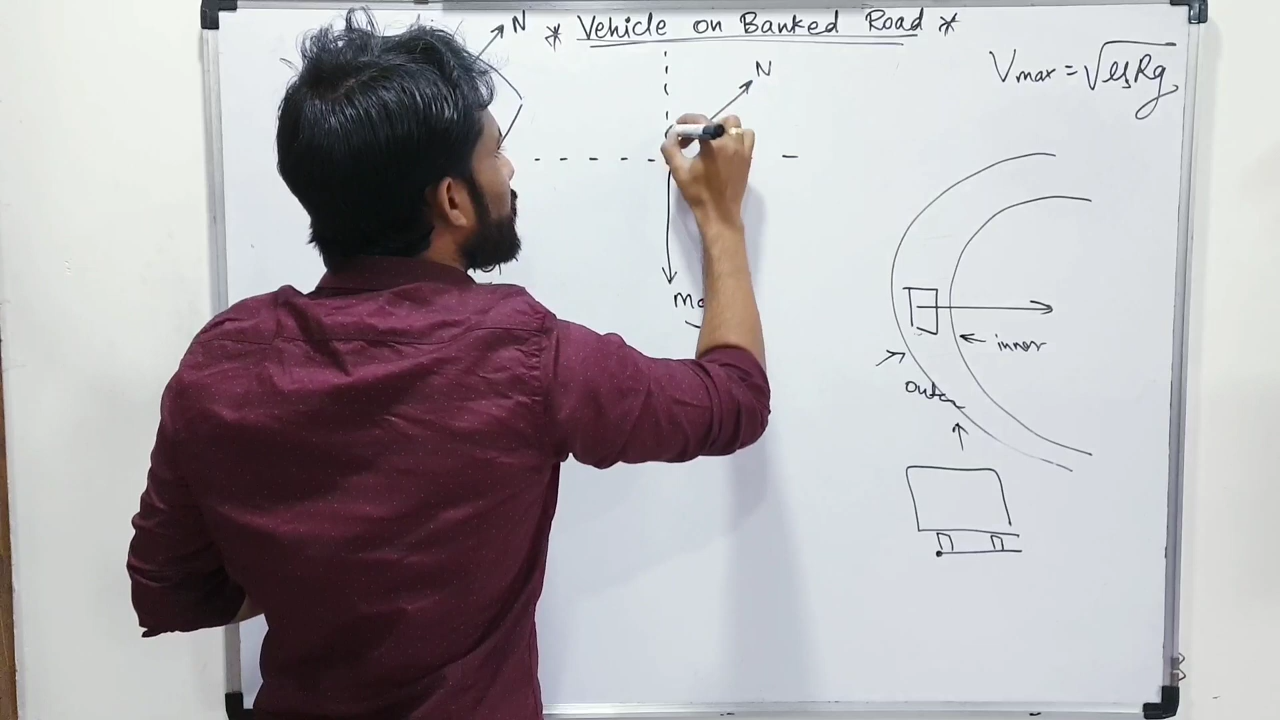 N
* Vehicle on Banked Road *
Vmax = √μsRg
N
M
inner
outer